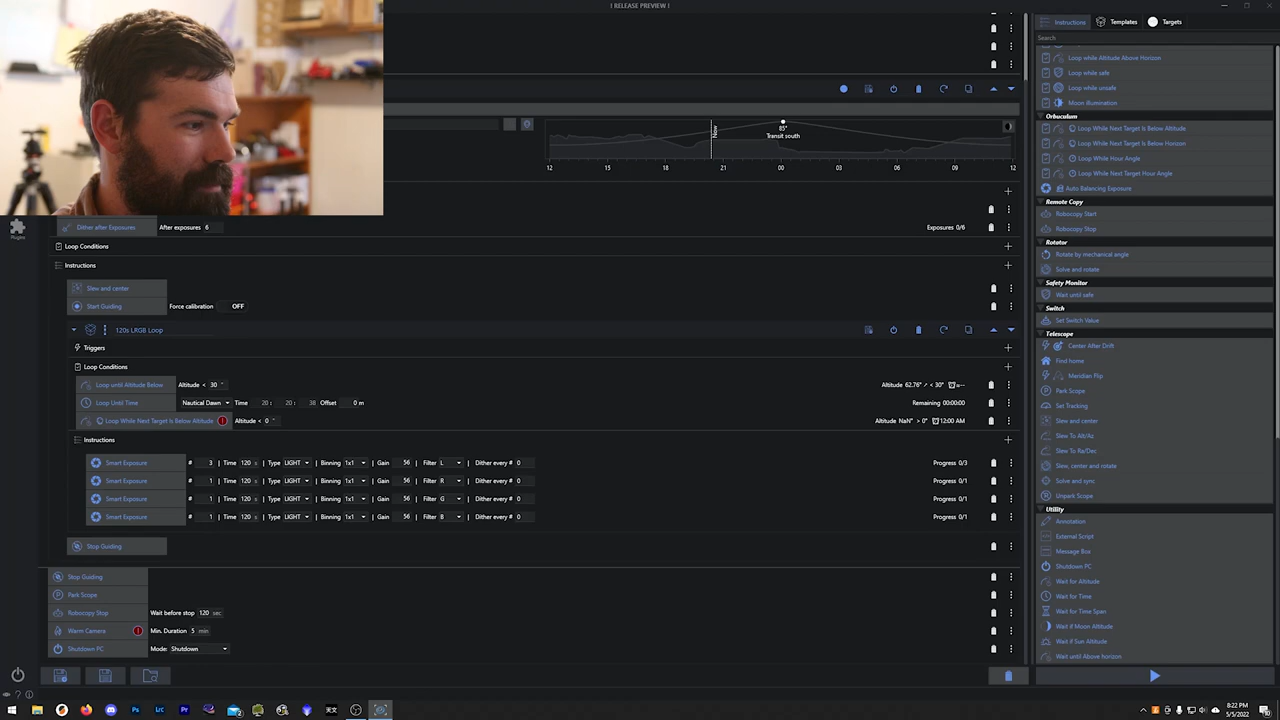 ! RELEASE PREVIEW !
Instructions Templates Targets
Search
Loop while Altitude Above Horizon
Loop while safe
Loop while unsafe
Moon illumination
Orbuculum
Loop While Next Target Is Below Altitude
Loop While Next Target Is Below Horizon
Loop While Hour Angle
Loop While Next Target Hour Angle
Auto Balancing Exposure
Remote Copy
Robocopy Start
Robocopy Stop
Rotator
Rotate by mechanical angle
Solve and rotate
Safety Monitor
Wait until safe
Switch
Set Switch Value
Telescope
Center After Drift
Find home
Meridian Flip
Park Scope
Set Tracking
Slew and center
Slew To Alt/Az
Slew To Ra/Dec
Slew, center and rotate
Solve and sync
Unpark Scope
Utility
Annotation
External Script
Message Box
Shutdown PC
Wait for Altitude
Wait for Time
Wait for Time Span
Wait if Moon Altitude
Wait if Sun Altitude
Wait until Above horizon
Now
85°
Transit south
12 15 18 21 00 03 06 09 12
Plugins
Dither after Exposures After exposures 6 Exposures 0/6
Loop Conditions
Instructions
Slew and center
Start Guiding Force calibration OFF
120s LRGB Loop
Triggers
Loop Conditions
Loop until Altitude Below Altitude < 30 ° Altitude 62.76° / < 30° --
Loop Until Time Nautical Dawn Time 20 : 20 : 38 Offset 0 m Remaining 00:00:00
Loop While Next Target Is Below Altitude Altitude < 0 ° Altitude NaN° > 0° 12:00 AM
Instructions
Smart Exposure # 3 | Time 120 s | Type LIGHT | Binning 1x1 | Gain 56 | Filter L | Dither every # 0 Progress 0/3
Smart Exposure # 1 | Time 120 s | Type LIGHT | Binning 1x1 | Gain 56 | Filter R | Dither every # 0 Progress 0/1
Smart Exposure # 1 | Time 120 s | Type LIGHT | Binning 1x1 | Gain 56 | Filter G | Dither every # 0 Progress 0/1
Smart Exposure # 1 | Time 120 s | Type LIGHT | Binning 1x1 | Gain 56 | Filter B | Dither every # 0 Progress 0/1
Stop Guiding
Stop Guiding
Park Scope
Robocopy Stop Wait before stop 120 sec
Warm Camera Min. Duration 5 min
Shutdown PC Mode: Shutdown
8:22 PM
5/3/2022